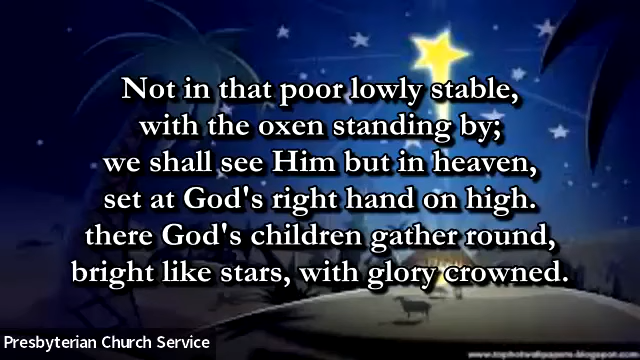 Not in that poor lowly stable,
with the oxen standing by;
we shall see Him but in heaven,
set at God's right hand on high.
there God's children gather round,
bright like stars, with glory crowned.
Presbyterian Church Service